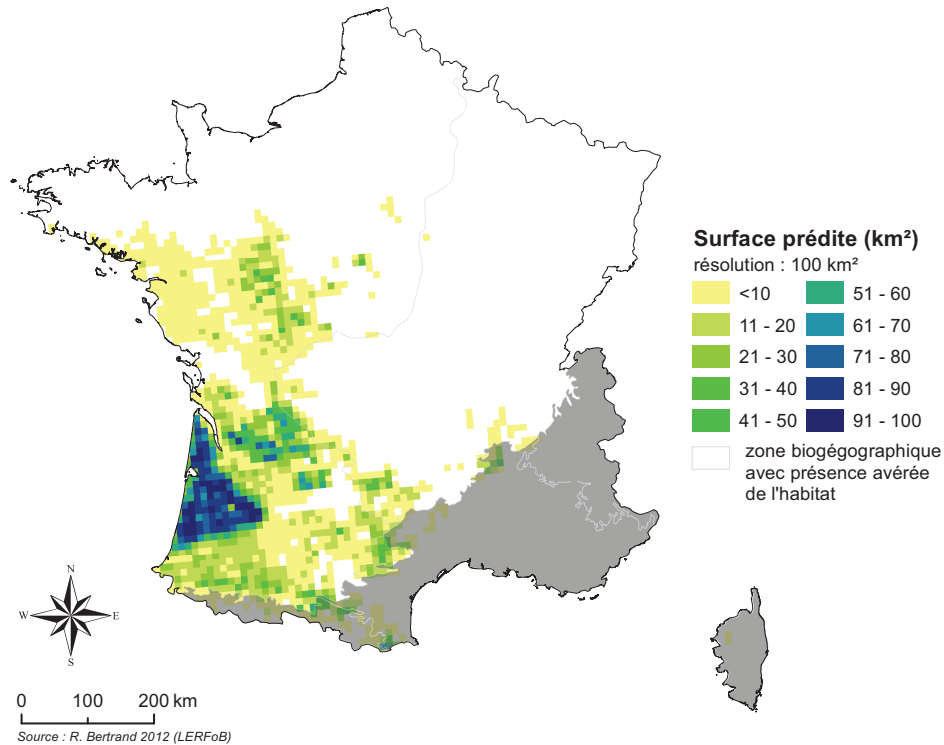 Surface prédite (km²)
résolution : 100 km²
<10
11 - 20
21 - 30
31 - 40
41 - 50
51 - 60
61 - 70
71 - 80
81 - 90
91 - 100
zone biogégographique
avec présence avérée
de l'habitat
N
W
E
S
0 100 200 km
Source : R. Bertrand 2012 (LERFoB)